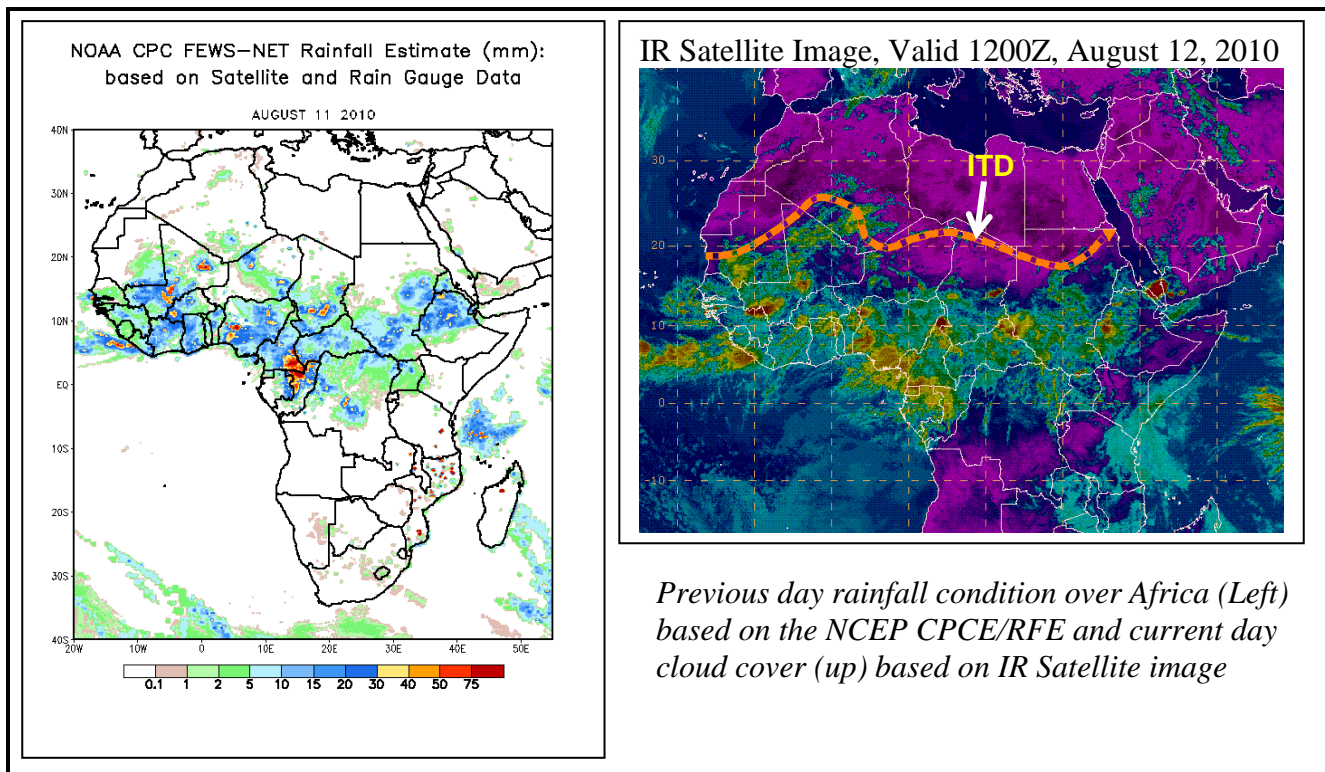 NOAA CPC FEWS-NET Rainfall Estimate (mm):
based on Satellite and Rain Gauge Data
AUGUST 11 2010
40N
30N
20N
10N
EQ
10S
20S
30S
40S
20W 10W 0 10E 20E 30E 40E 50E
0.1 1 2 5 10 15 20 30 40 50 75
IR Satellite Image, Valid 1200Z, August 12, 2010
ITD
30
20
10
0
-10
Previous day rainfall condition over Africa (Left)
based on the NCEP CPCE/RFE and current day
cloud cover (up) based on IR Satellite image